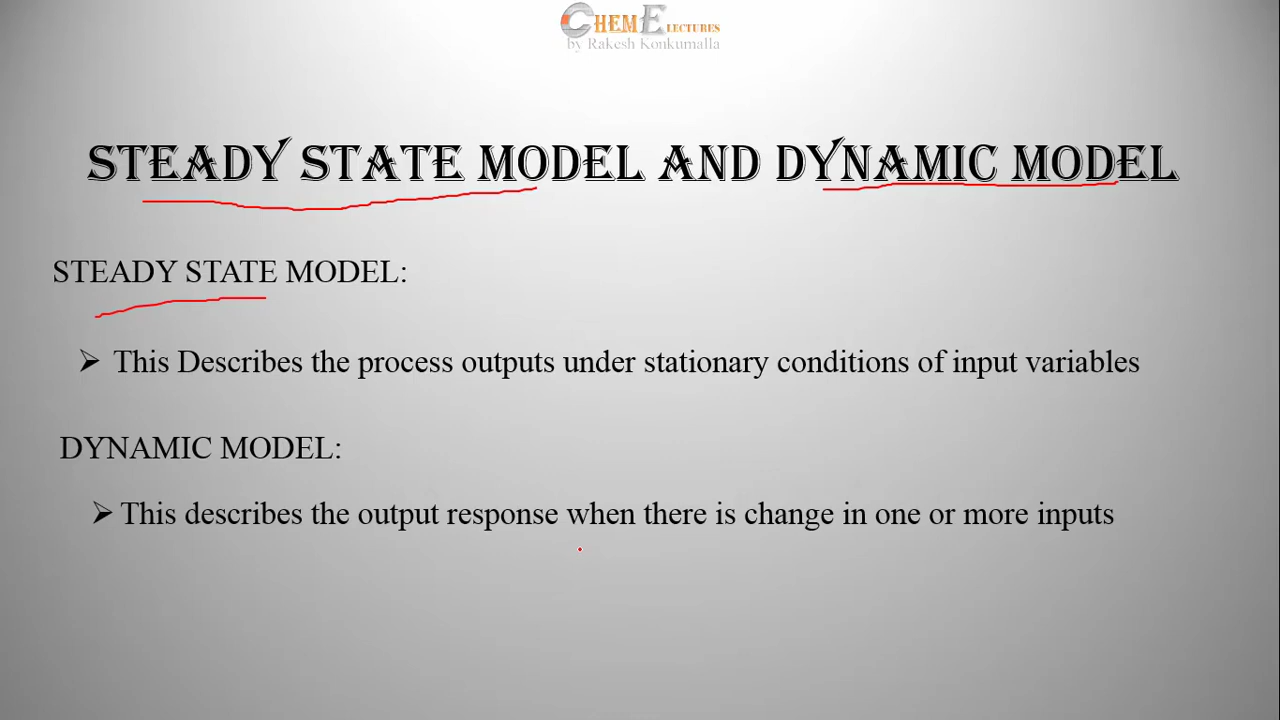 CHEME LECTURES
by Rakesh Konkumalla
STEADY STATE MODEL AND DYNAMIC MODEL
STEADY STATE MODEL:
➢ This Describes the process outputs under stationary conditions of input variables
DYNAMIC MODEL:
➢ This describes the output response when there is change in one or more inputs